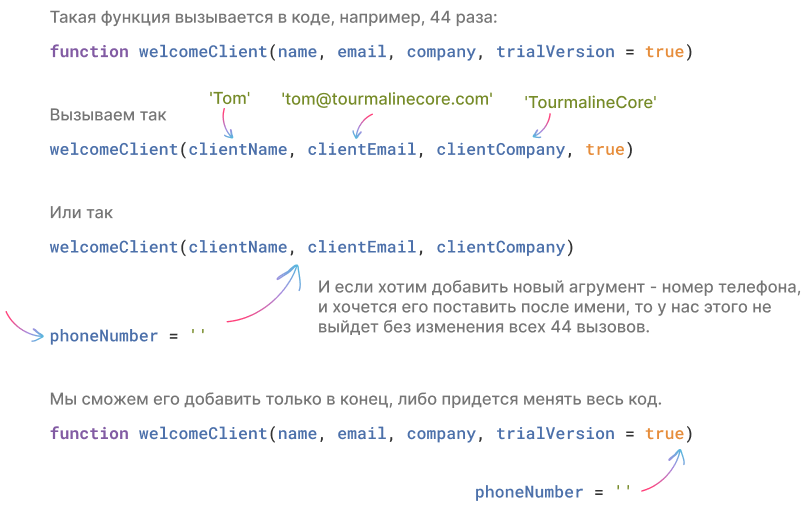 Такая функция вызывается в коде, например, 44 раза:
function welcomeClient(name, email, company, trialVersion = true)
'Tom' 'tom@tourmalinecore.com' 'TourmalineCore'
Вызываем так
welcomeClient(clientName, clientEmail, clientCompany, true)
Или так
welcomeClient(clientName, clientEmail, clientCompany)
И если хотим добавить новый агрумент - номер телефона,
и хочется его поставить после имени, то у нас этого не
выйдет без изменения всех 44 вызовов.
phoneNumber = ''
Мы сможем его добавить только в конец, либо придется менять весь код.
function welcomeClient(name, email, company, trialVersion = true)
phoneNumber = ''